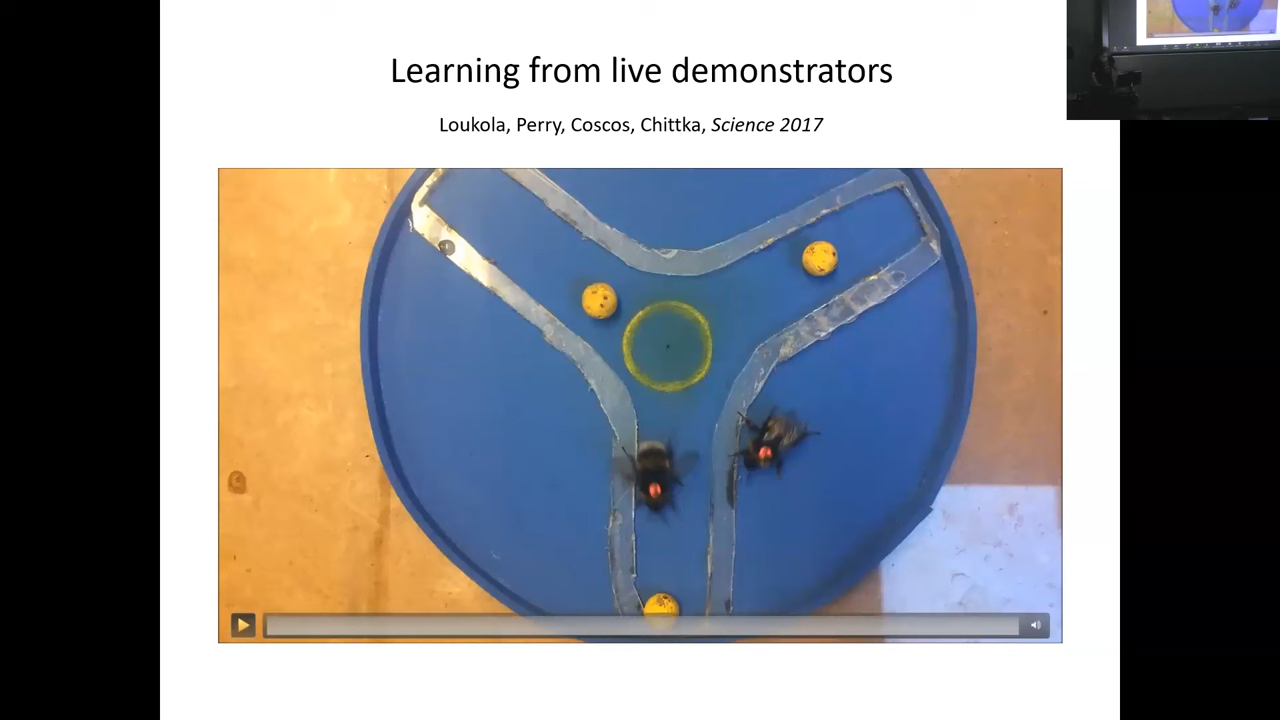 Learning from live demonstrators
Loukola, Perry, Coscos, Chittka, Science 2017